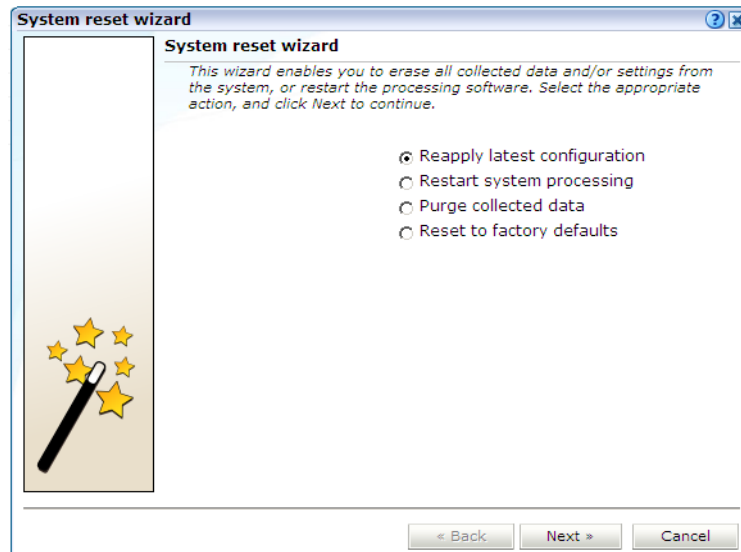 System reset wizard
System reset wizard
This wizard enables you to erase all collected data and/or settings from
the system, or restart the processing software. Select the appropriate
action, and click Next to continue.
Reapply latest configuration
Restart system processing
Purge collected data
Reset to factory defaults
« Back Next » Cancel